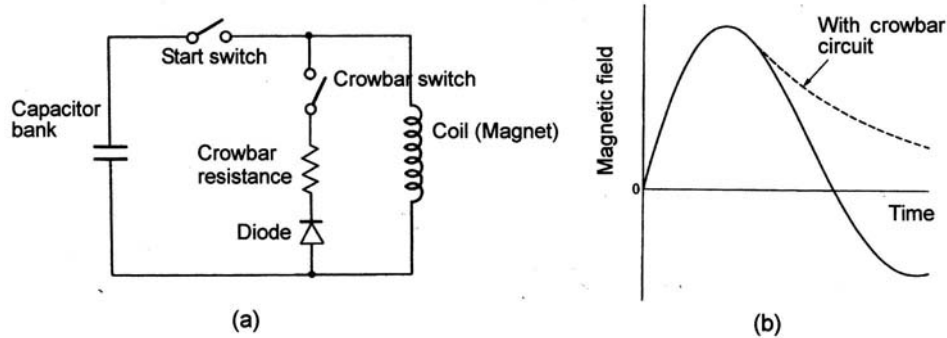 Start switch
Crowbar switch
Capacitor
bank
Coil (Magnet)
Crowbar
resistance
Diode
(a)
With crowbar
circuit
Magnetic field
0
Time
(b)